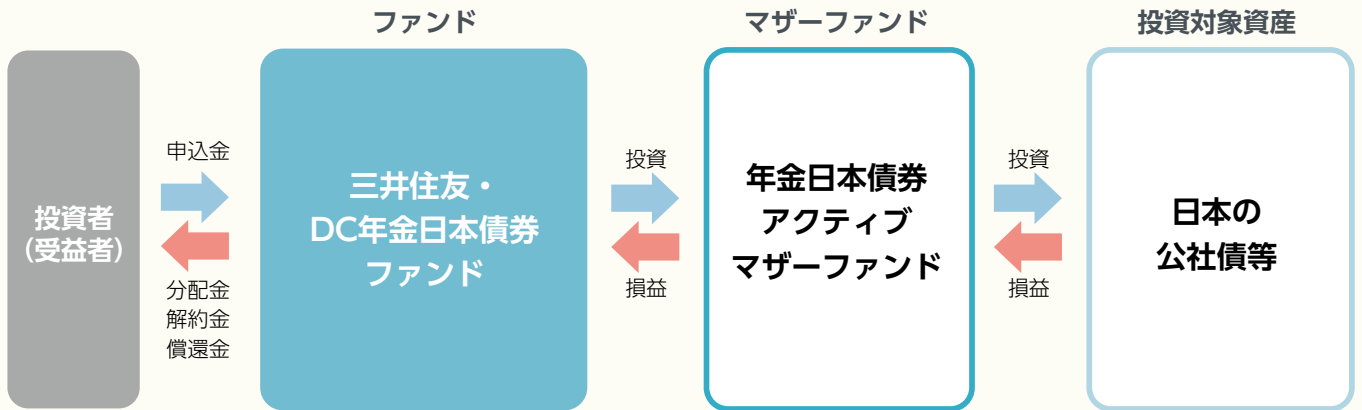 ファンド
マザーファンド
投資対象資産
投資者
（受益者）
申込金
分配金
解約金
償還金
三井住友・
DC年金日本債券
ファンド
投資
損益
年金日本債券
アクティブ
マザーファンド
投資
損益
日本の
公社債等